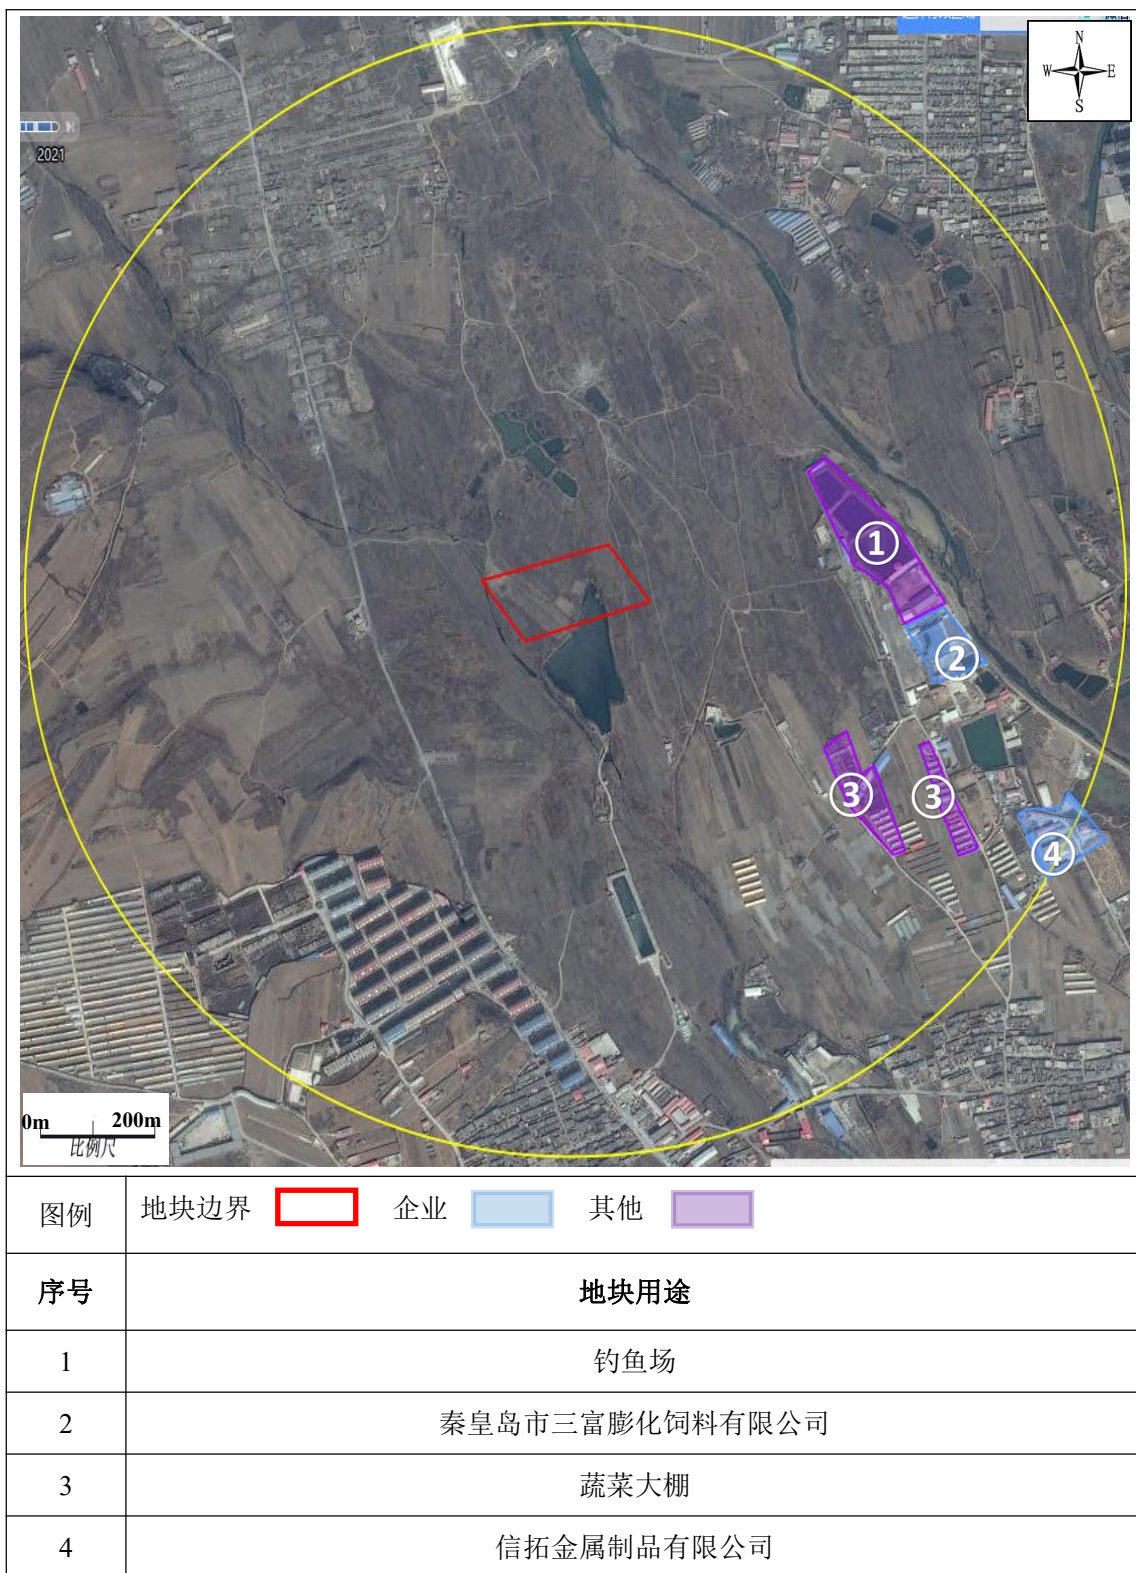 N
W E
S
2021
①
②
③ ③
④
0m 200m
比例尺
图例 地块边界 企业 其他
序号 地块用途
1 钓鱼场
2 秦皇岛市三富膨化饲料有限公司
3 蔬菜大棚
4 信拓金属制品有限公司